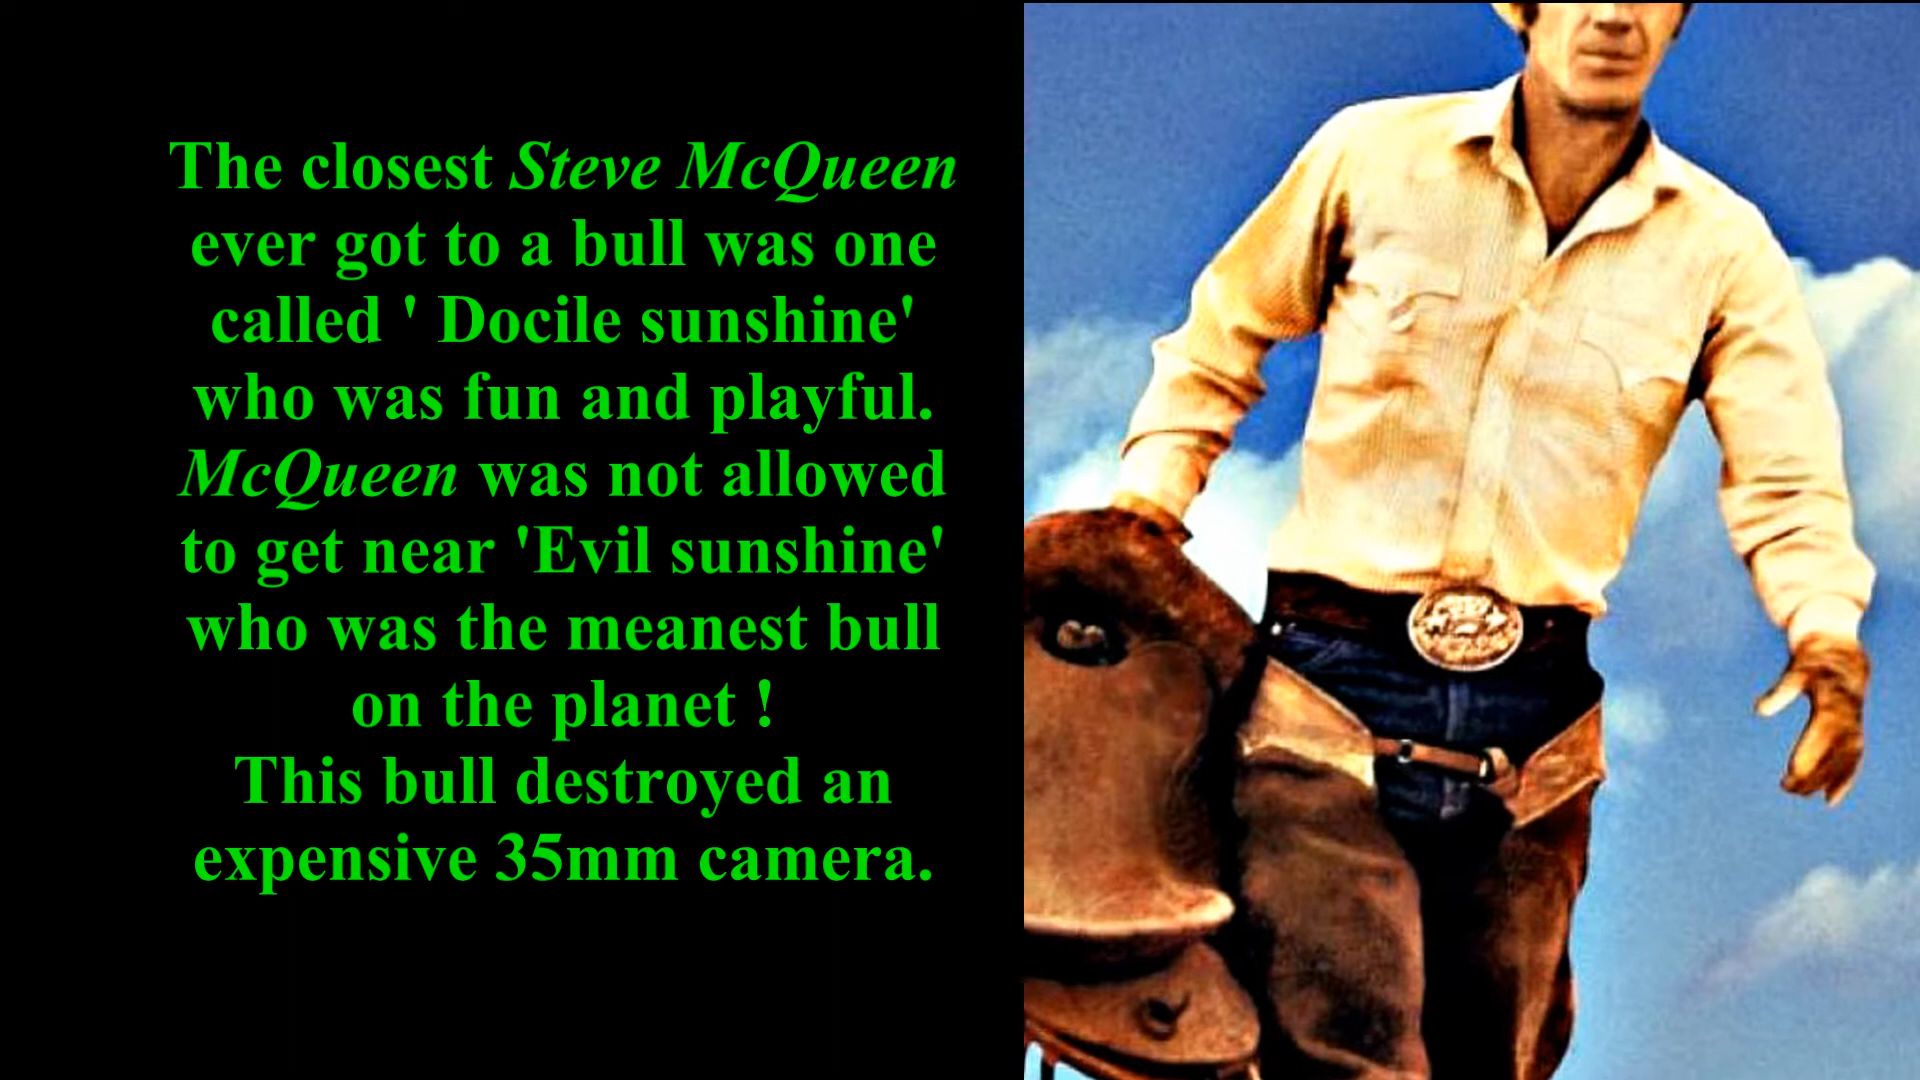 The closest Steve McQueen
ever got to a bull was one
called ' Docile sunshine'
who was fun and playful.
McQueen was not allowed
to get near 'Evil sunshine'
who was the meanest bull
on the planet !
This bull destroyed an
expensive 35mm camera.